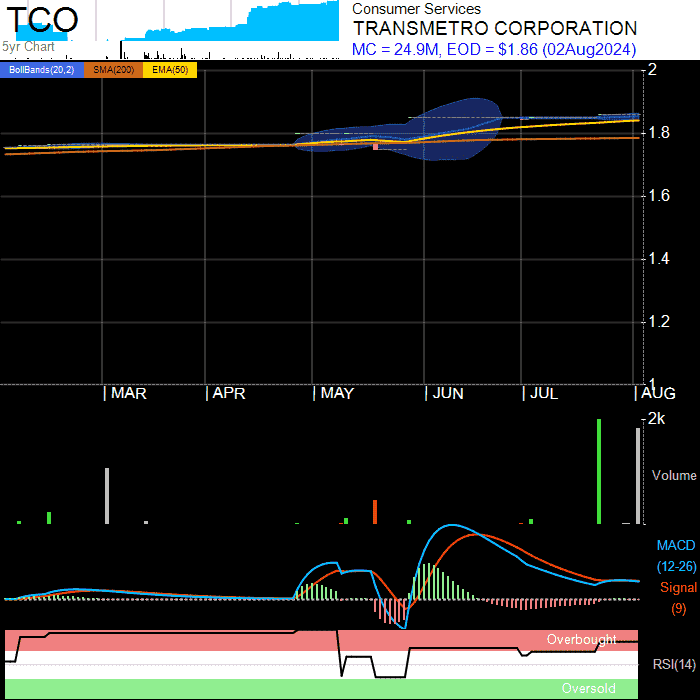 TCO
5yr Chart
Consumer Services
TRANSMETRO CORPORATION
MC = 24.9M, EOD = $1.86 (02Aug2024)
BollBands(20,2) SMA(200) EMA(50)
2
1.8
1.6
1.4
1.2
1
MAR APR MAY JUN JUL AUG
2k
Volume
MACD
(12-26)
Signal
(9)
Overbought
RSI(14)
Oversold